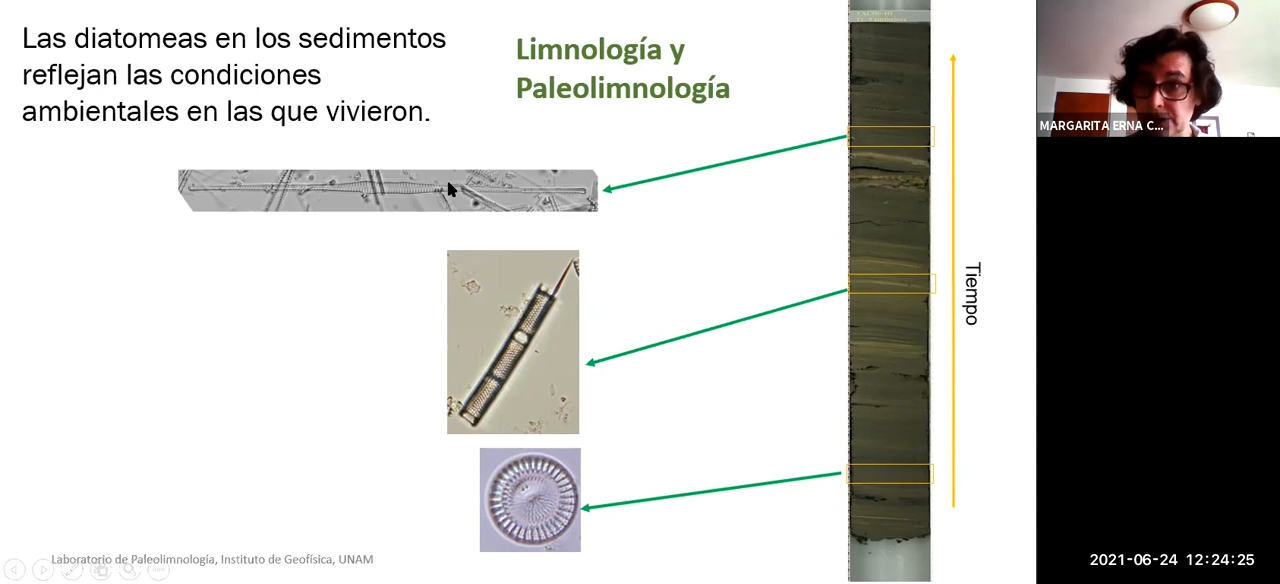 Las diatomeas en los sedimentos
reflejan las condiciones
ambientales en las que vivieron.
Limnología y
Paleolimnología
Tiempo
MARGARITA ERNA C...
Laboratorio de Paleolimnología, Instituto de Geofísica, UNAM
2021-06-24 12:24:25